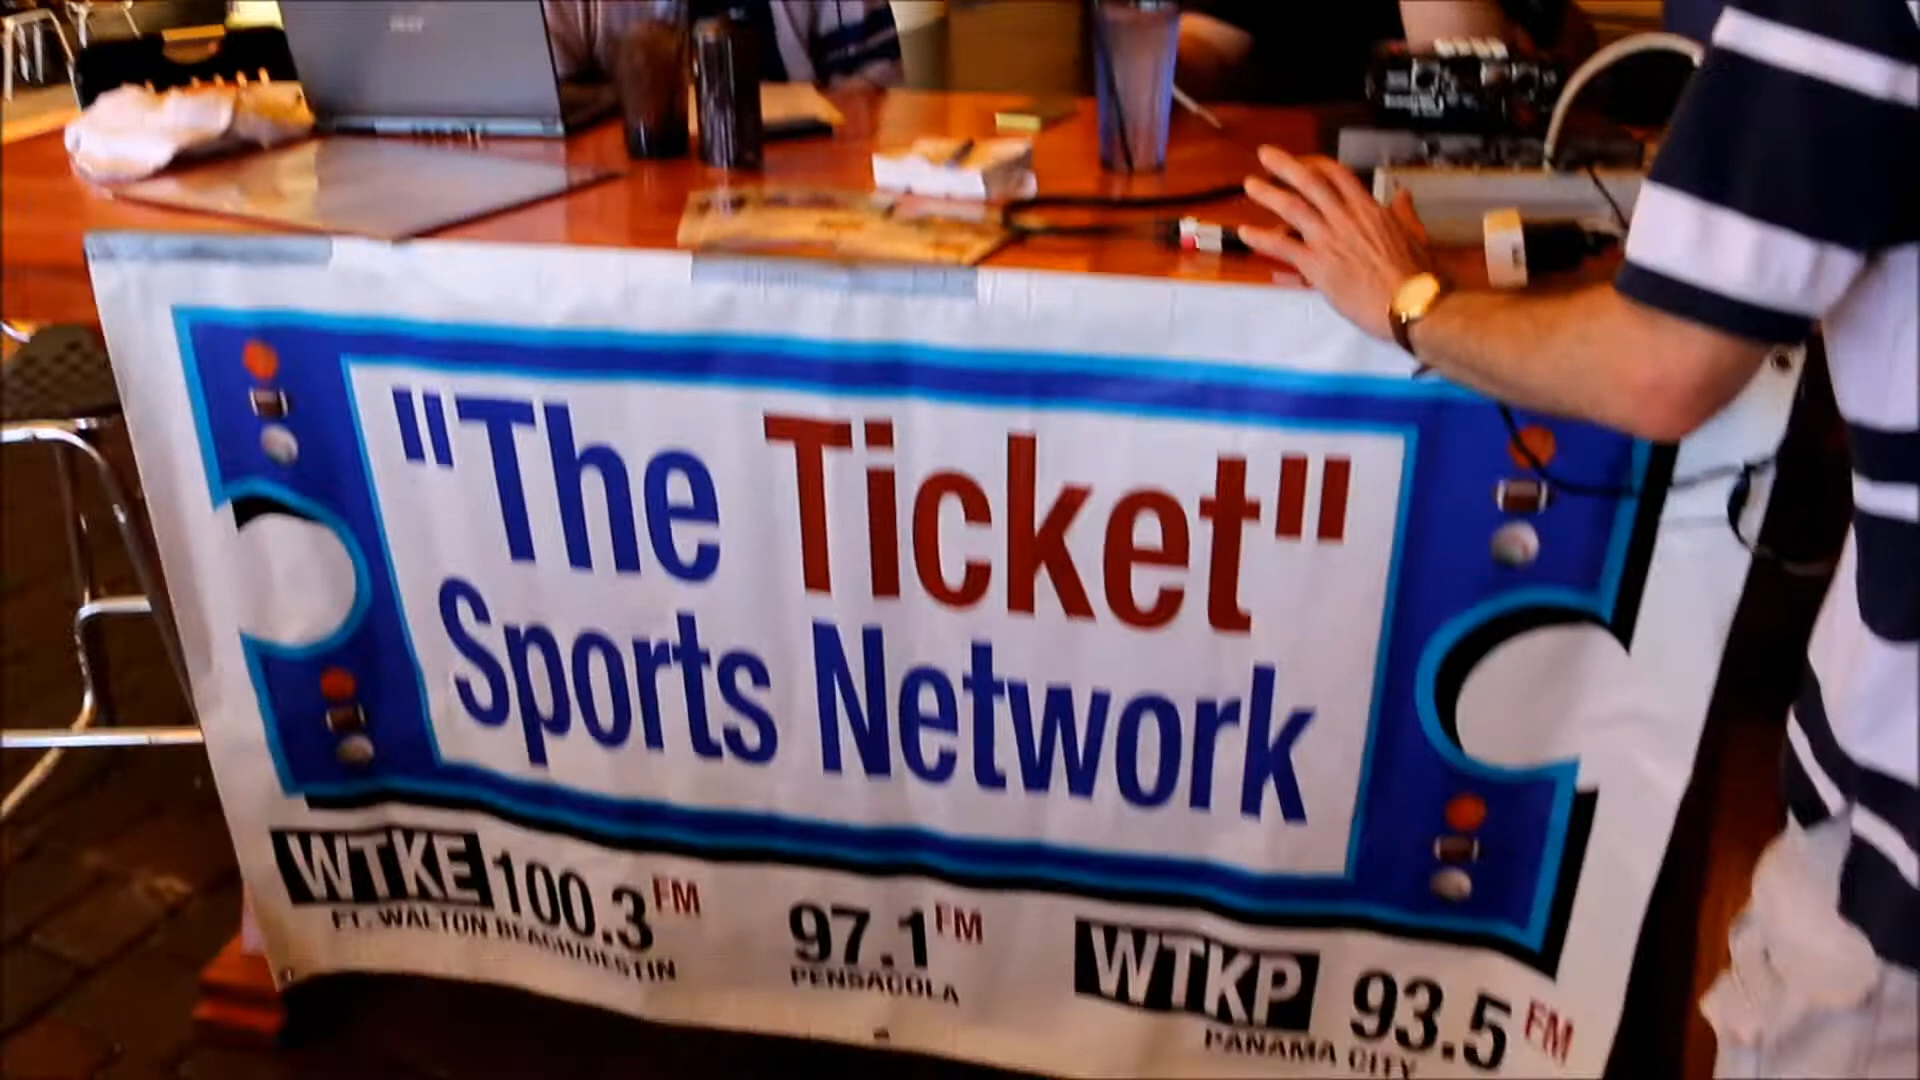 "The Ticket"
Sports Network
WTKE 100.3 FM
FT. WALTON BEACH/DESTIN
97.1 FM
PENSACOLA
WTKP 93.5 FM
PANAMA CITY